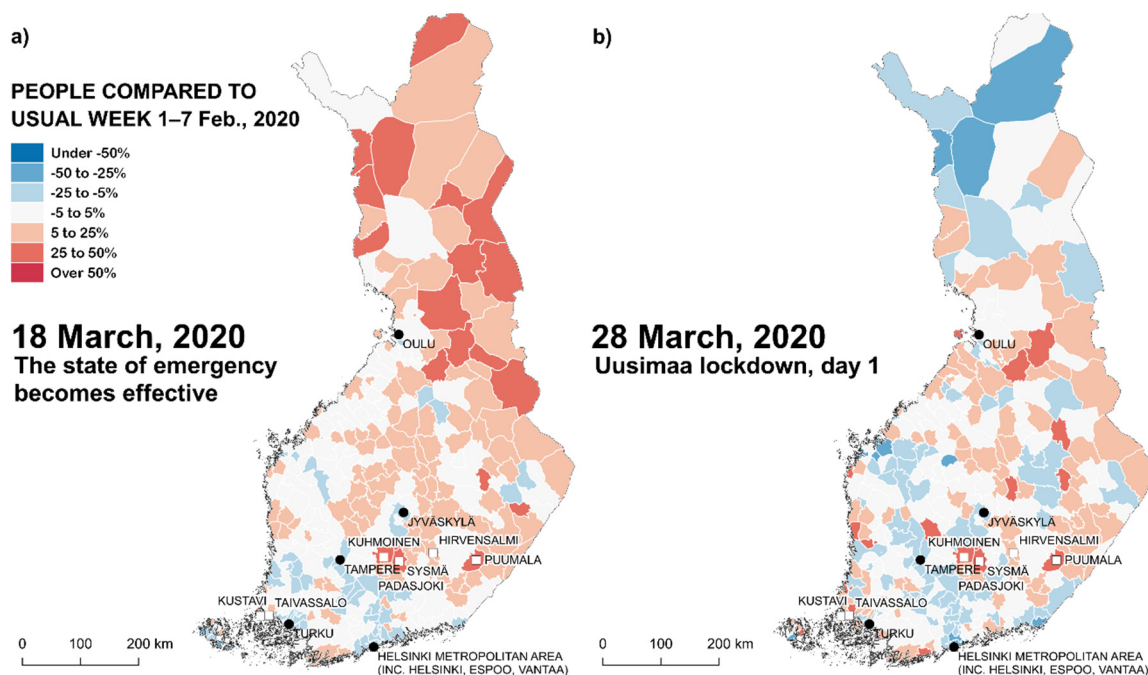 a)
PEOPLE COMPARED TO
USUAL WEEK 1–7 Feb., 2020
Under -50%
-50 to -25%
-25 to -5%
-5 to 5%
5 to 25%
25 to 50%
Over 50%
18 March, 2020
The state of emergency
becomes effective
OULU
JYVÄSKYLÄ
KUHMOINEN
HIRVENSALMI
TAMPERE
SYSMÄ
PUUMALA
PADASJOKI
KUSTAVI
TAIVASSALO
TURKU
0
100
200 km
HELSINKI METROPOLITAN AREA
(INC. HELSINKI, ESPOO, VANTAA)
b)
28 March, 2020
Uusimaa lockdown, day 1
OULU
JYVÄSKYLÄ
KUHMOINEN
HIRVENSALMI
TAMPERE
SYSMÄ
PUUMALA
PADASJOKI
KUSTAVI
TAIVASSALO
TURKU
0
100
200 km
HELSINKI METROPOLITAN AREA
(INC. HELSINKI, ESPOO, VANTAA)